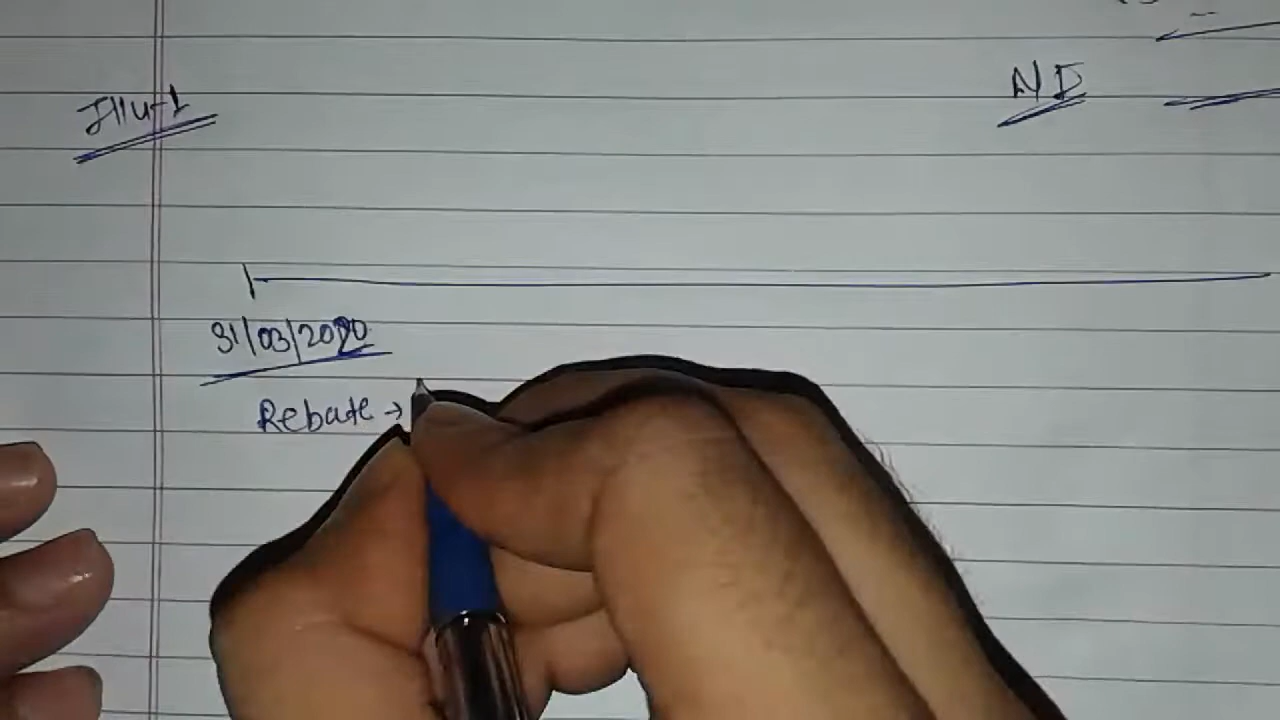 Illu-1
ND
31/03/2020
Rebate →